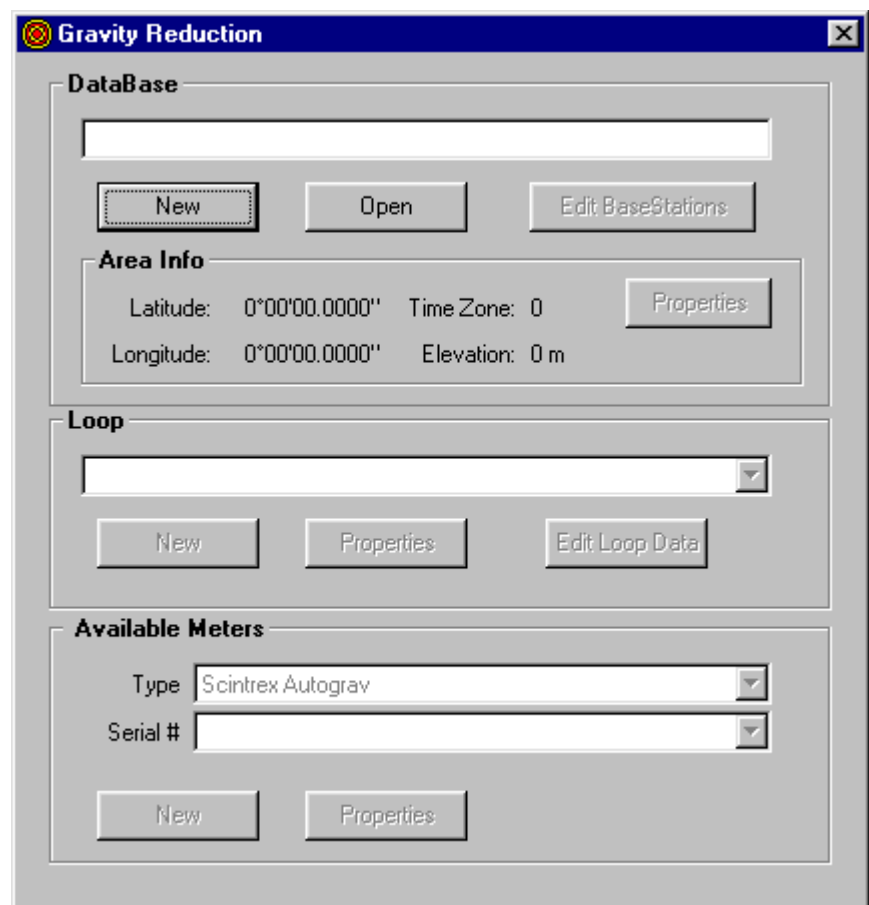 Gravity Reduction
DataBase
New Open Edit BaseStations
Area Info
Latitude: 0°00'00.0000" Time Zone: 0 Properties
Longitude: 0°00'00.0000" Elevation: 0 m
Loop
New Properties Edit Loop Data
Available Meters
Type Scintrex Autograv
Serial #
New Properties